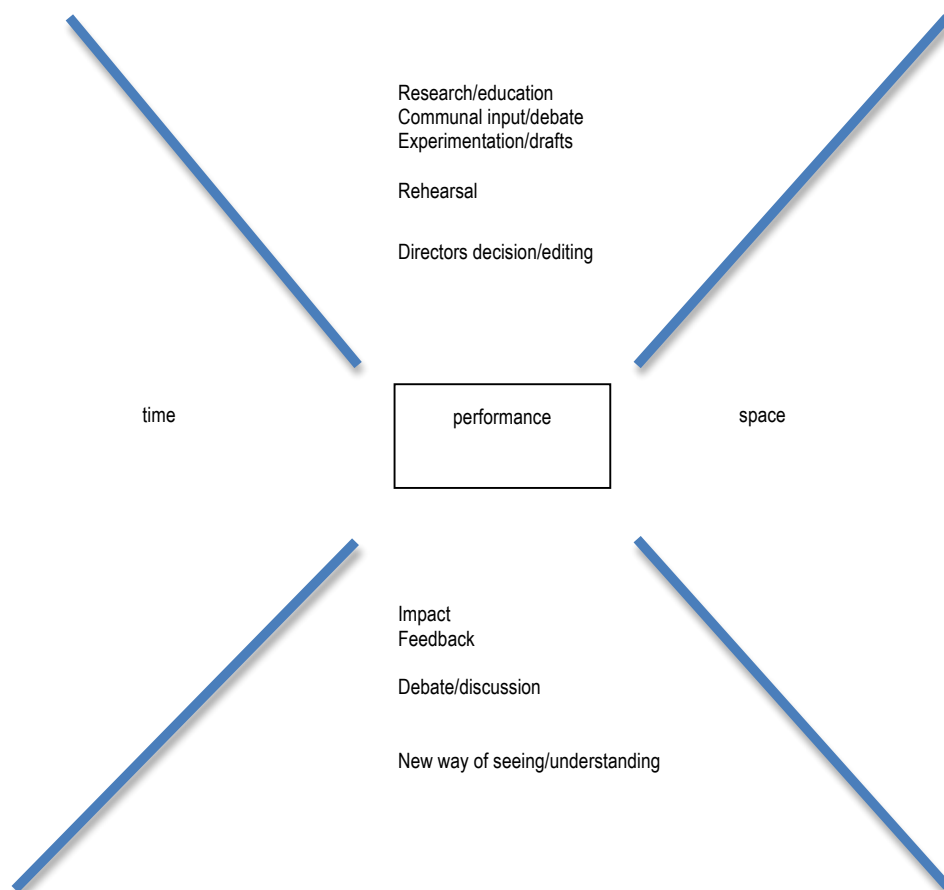 Research/education
Communal input/debate
Experimentation/drafts
Rehearsal
Directors decision/editing
time
performance
space
Impact
Feedback
Debate/discussion
New way of seeing/understanding